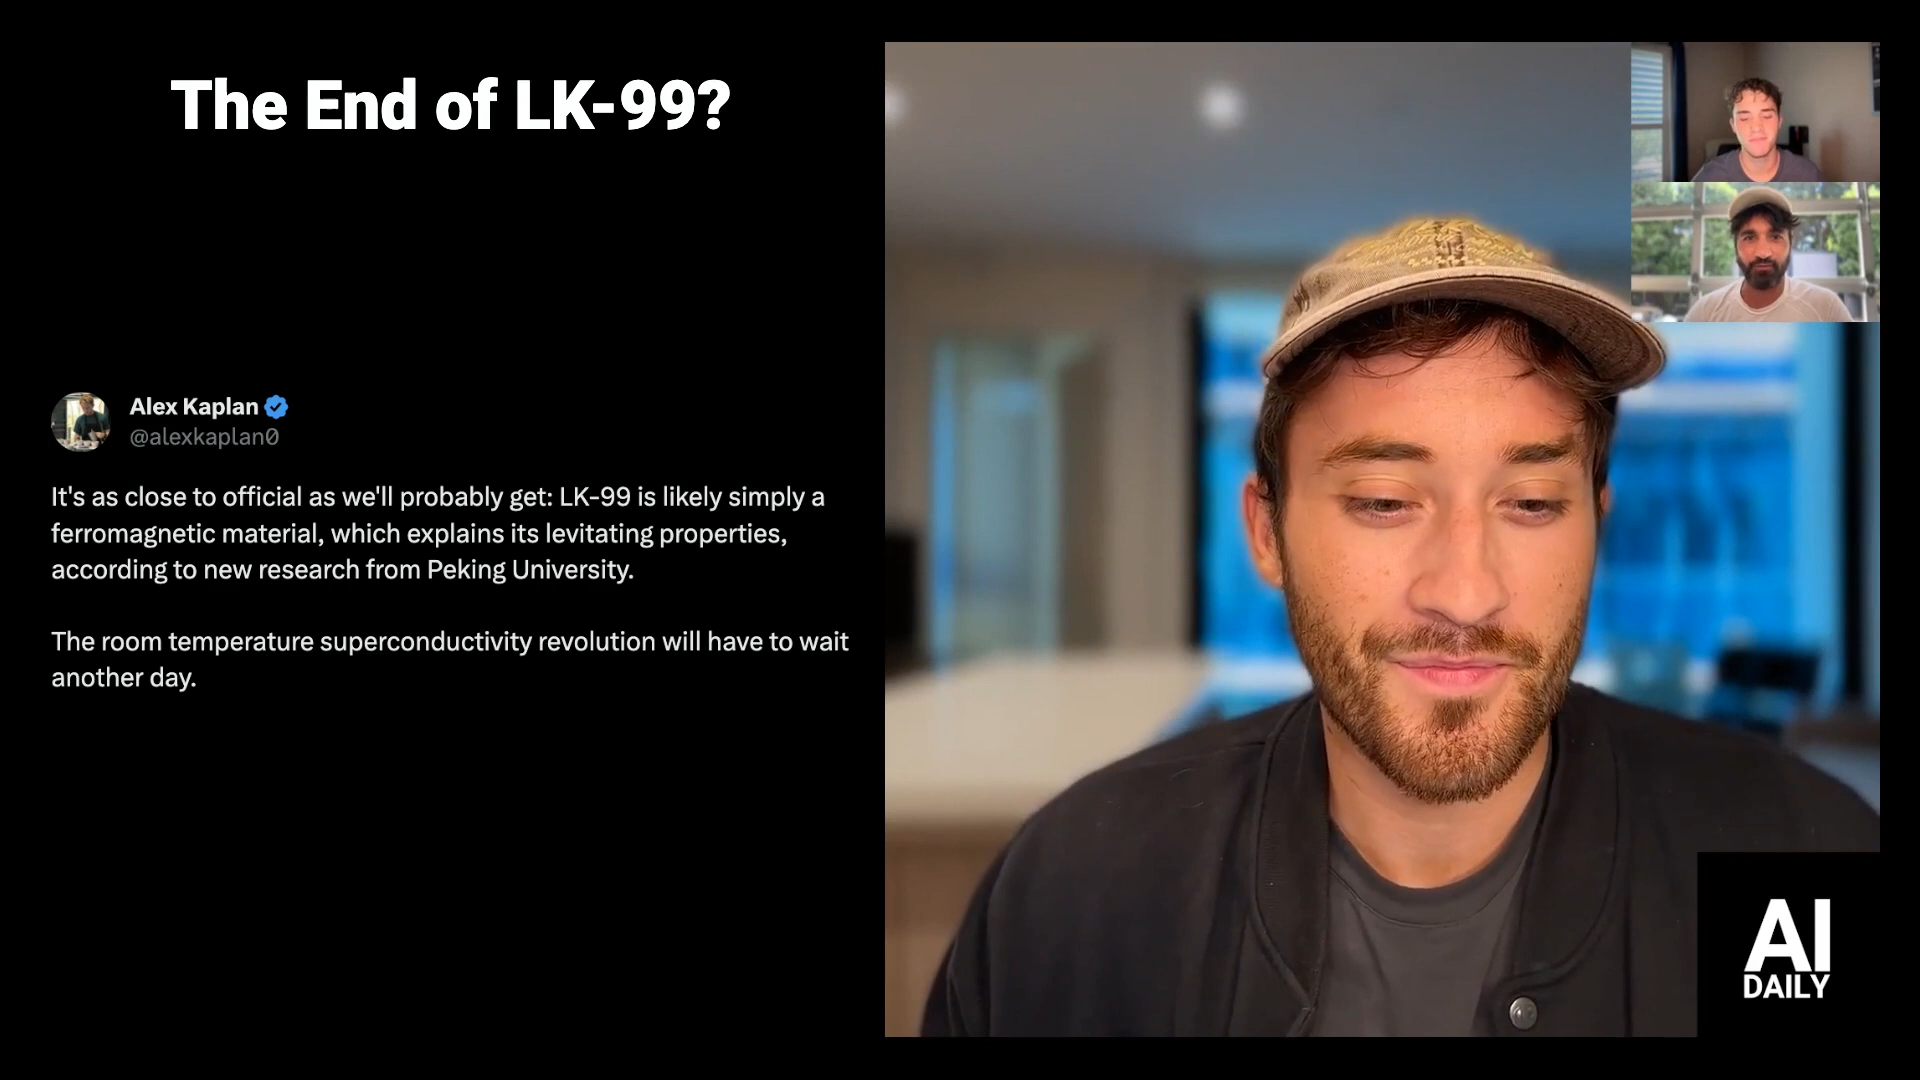 The End of LK-99?
Alex Kaplan
@alexkaplan0
It's as close to official as we'll probably get: LK-99 is likely simply a
ferromagnetic material, which explains its levitating properties,
according to new research from Peking University.
The room temperature superconductivity revolution will have to wait
another day.
AI
DAILY